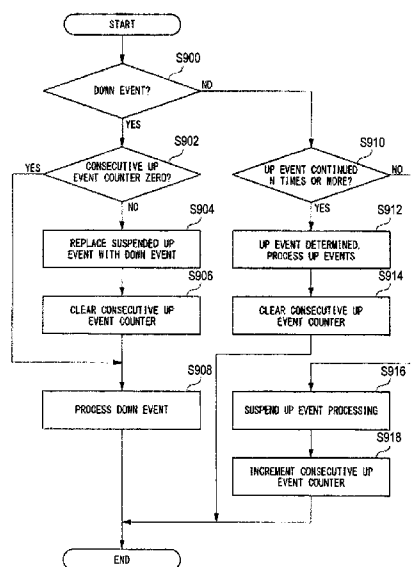 START
S900
DOWN EVENT?
NO
YES
S902
S910
YES
CONSECUTIVE UP
EVENT COUNTER ZERO?
UP EVENT CONTINUED
N TIMES OR MORE?
NO
NO
YES
S904
S912
REPLACE SUSPENDED UP
EVENT WITH DOWN EVENT
UP EVENT DETERMINED,
PROCESS UP EVENTS
S906
S914
CLEAR CONSECUTIVE UP
EVENT COUNTER
CLEAR CONSECUTIVE UP
EVENT COUNTER
S908
S916
PROCESS DOWN EVENT
SUSPEND UP EVENT PROCESSING
S918
INCREMENT CONSECUTIVE UP
EVENT COUNTER
END